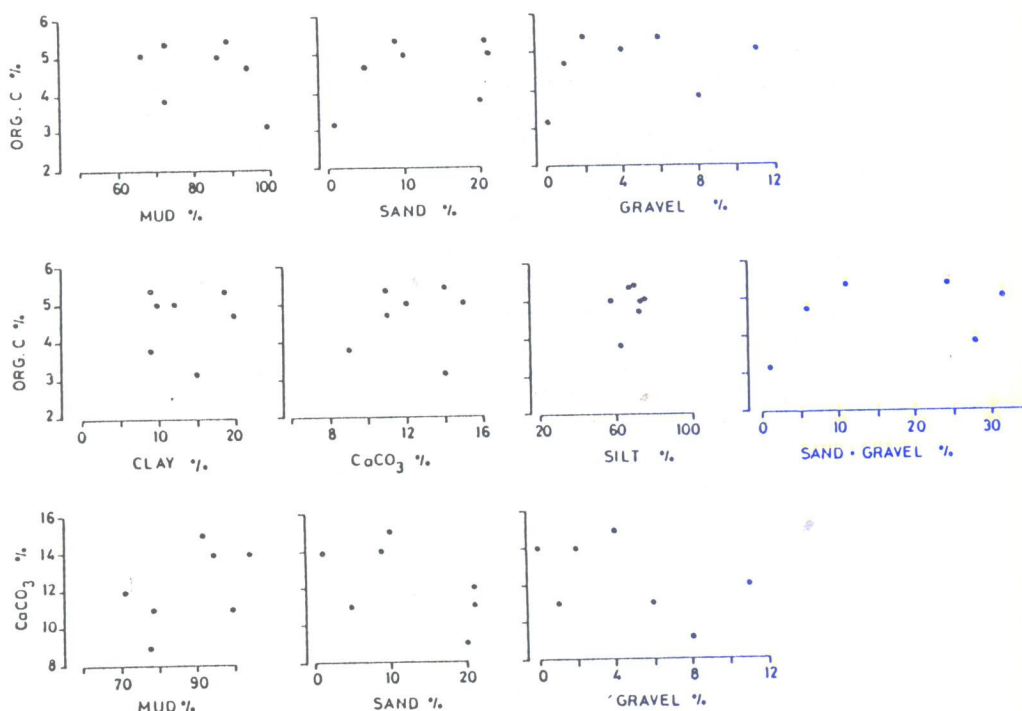 6
5
4
3
2
ORG. C %
60 80 100
MUD %
0 10 20
SAND %
0 4 8 12
GRAVEL %
6
5
4
3
2
ORG. C %
0 10 20
CLAY %
8 12 16
CaCO3 %
20 60 100
SILT %
0 10 20 30
SAND • GRAVEL %
16
14
12
10
8
CaCO3 %
70 90
MUD %
0 10 20
SAND %
0 4 8 12
GRAVEL %